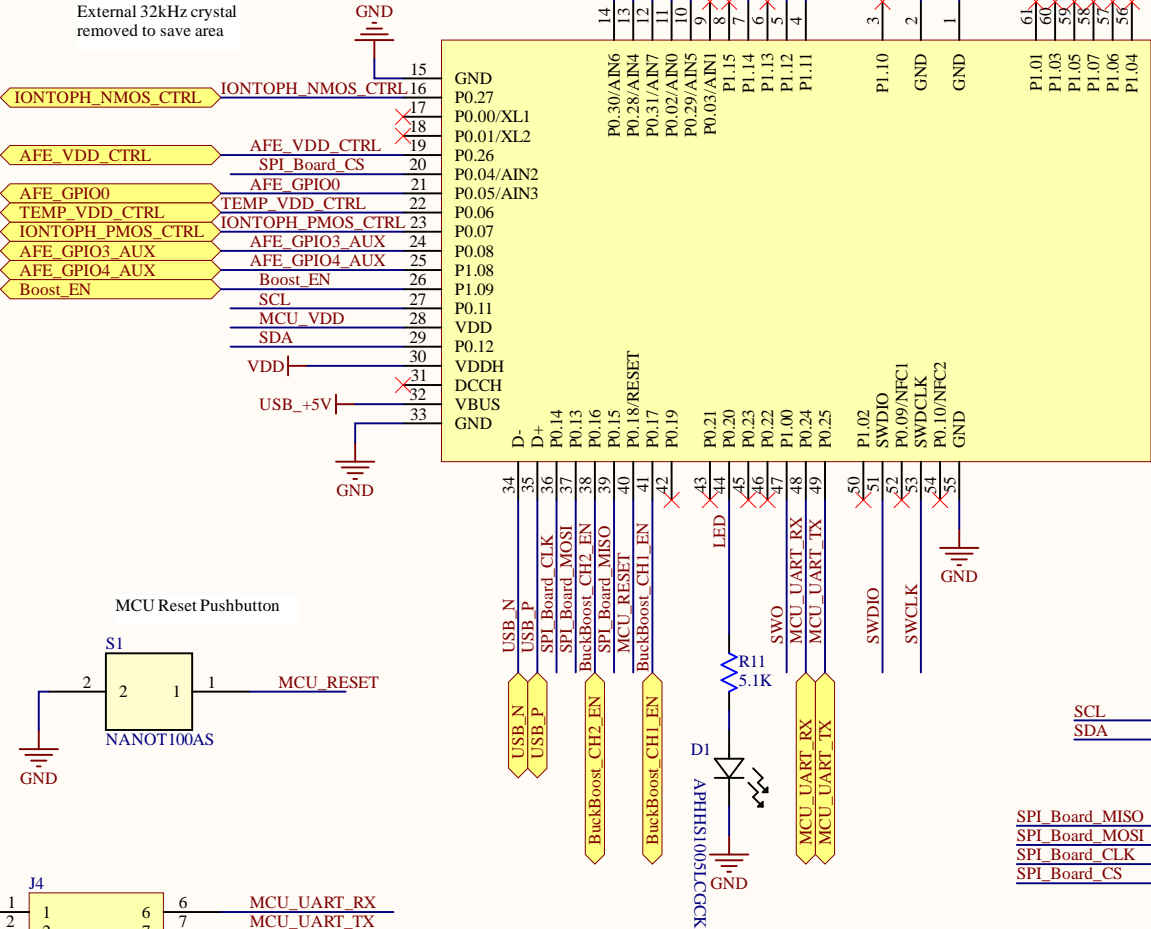 External 32kHz crystal
removed to save area
GND
14
13
12
11
10
9
8
7
6
5
4
3
2
1
61
60
59
58
57
56
P0.30/AIN6
P0.28/AIN4
P0.31/AIN7
P0.02/AIN0
P0.29/AIN5
P0.03/AIN1
P1.15
P1.14
P1.13
P1.12
P1.11
P1.10
GND
GND
P1.01
P1.03
P1.05
P1.07
P1.06
P1.04
15 GND
IONTOPH_NMOS_CTRL IONTOPH_NMOS_CTRL 16 P0.27
17 P0.00/XL1
18 P0.01/XL2
AFE_VDD_CTRL AFE_VDD_CTRL 19 P0.26
SPI_Board_CS 20 P0.04/AIN2
AFE_GPIO0 AFE_GPIO0 21 P0.05/AIN3
TEMP_VDD_CTRL TEMP_VDD_CTRL 22 P0.06
IONTOPH_PMOS_CTRL IONTOPH_PMOS_CTRL 23 P0.07
AFE_GPIO3_AUX AFE_GPIO3_AUX 24 P0.08
AFE_GPIO4_AUX AFE_GPIO4_AUX 25 P1.08
Boost_EN Boost_EN 26 P1.09
SCL 27 P0.11
MCU_VDD 28 VDD
SDA 29 P0.12
VDD 30 VDDH
31 DCCH
USB_+5V 32 VBUS
33 GND
GND
D-
D+
P0.14
P0.13
P0.16
P0.15
P0.18/RESET
P0.17
P0.19
P0.21
P0.20
P0.23
P0.22
P1.00
P0.24
P0.25
P1.02
SWDIO
P0.09/NFC1
SWDCLK
P0.10/NFC2
GND
34
35
36
37
38
39
40
41
42
43
44
45
46
47
48
49
50
51
52
53
54
55
USB_N
USB_P
SPI_Board_CLK
SPI_Board_MOSI
BuckBoost_CH2_EN
SPI_Board_MISO
MCU_RESET
BuckBoost_CH1_EN
LED
SWO
MCU_UART_RX
MCU_UART_TX
SWDIO
SWCLK
GND
USB_N
USB_P
BuckBoost_CH2_EN
BuckBoost_CH1_EN
MCU_UART_RX
MCU_UART_TX
R11
5.1K
D1
APHHS1005LCGCK
GND
MCU Reset Pushbutton
S1
2 2 1 1 MCU_RESET
NANOT100AS
GND
SCL
SDA
SPI_Board_MISO
SPI_Board_MOSI
SPI_Board_CLK
SPI_Board_CS
J4
1 1 6 6 MCU_UART_RX
2 2 7 7 MCU_UART_TX